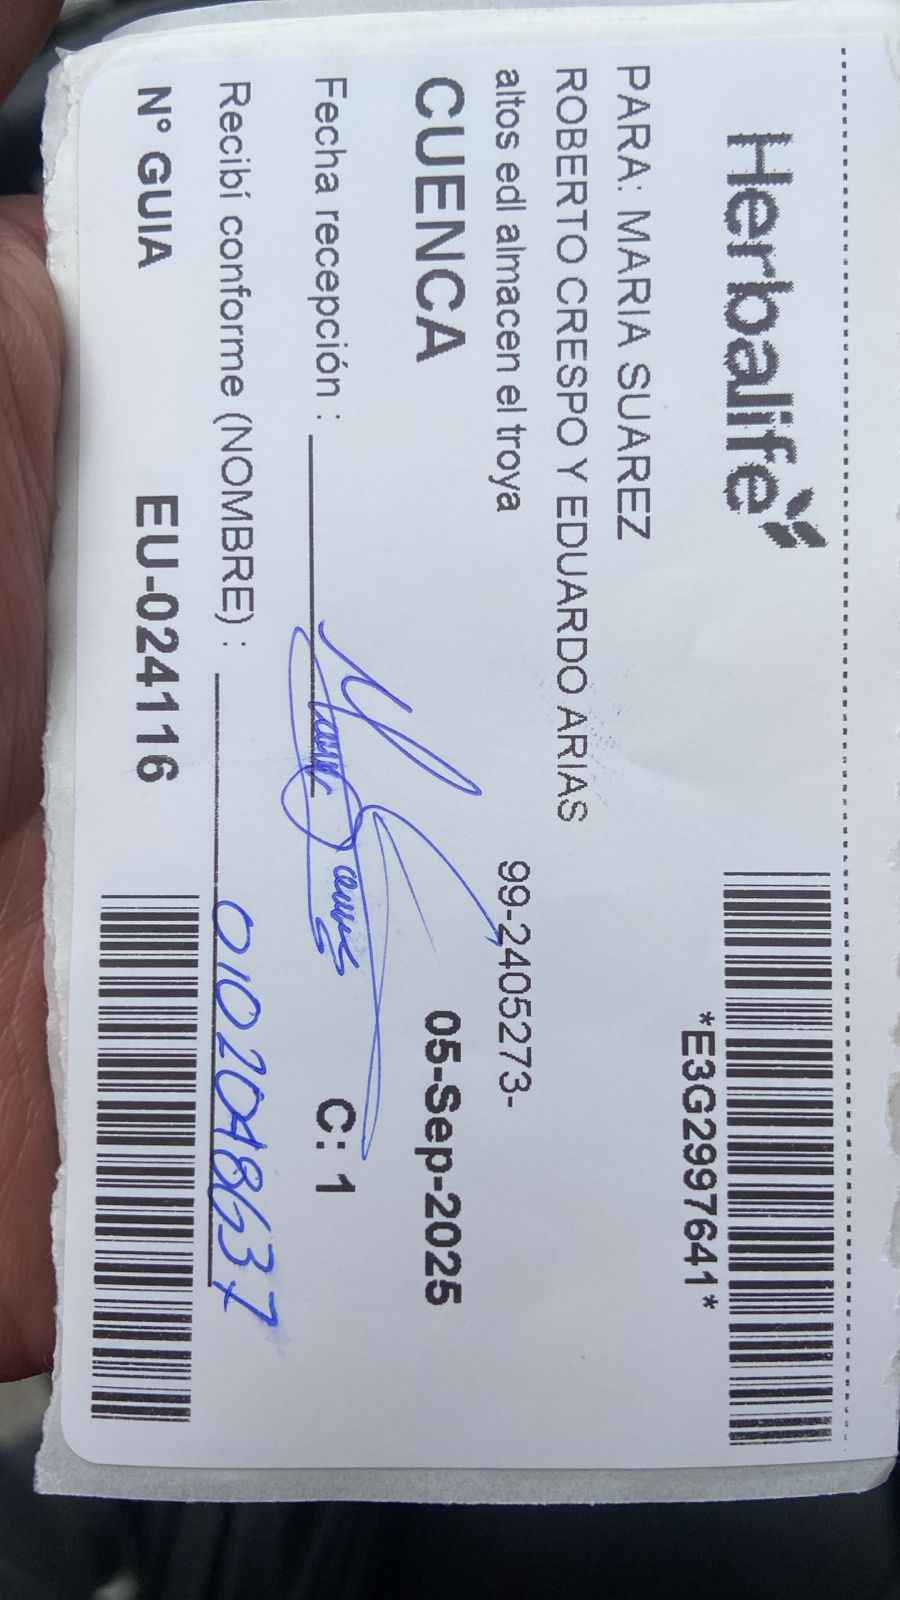 Herbalife
*E3G2997641*
PARA: MARIA SUAREZ
ROBERTO CRESPO Y EDUARDO ARIAS
altos edl almacen el troya 99-2405273-
CUENCA 05-Sep-2025
Fecha recepción : C: 1
Recibí conforme (NOMBRE) : 0102048637
N° GUIA EU-024116